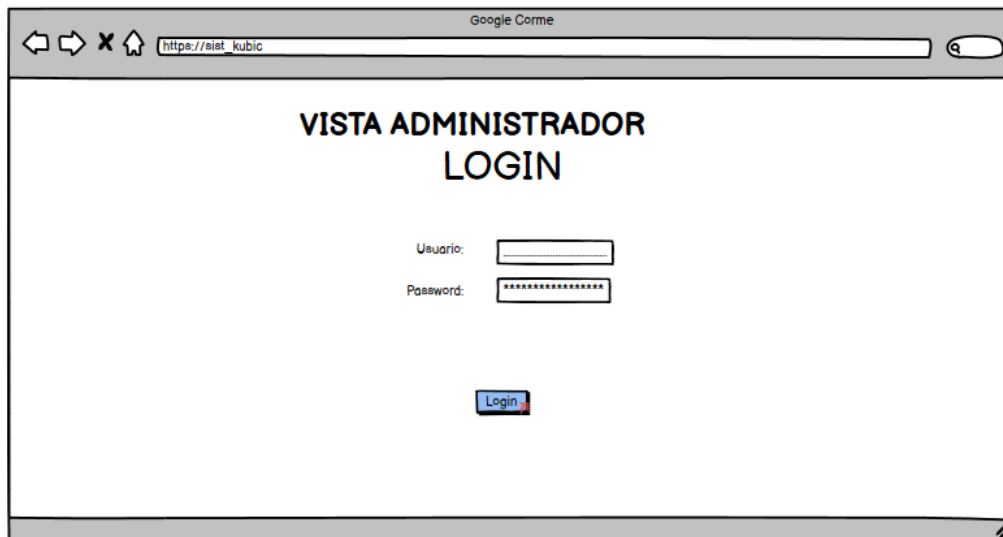 Google Corme
https://sist_kubic
VISTA ADMINISTRADOR
LOGIN
Usuario:
Password: *****************
Login